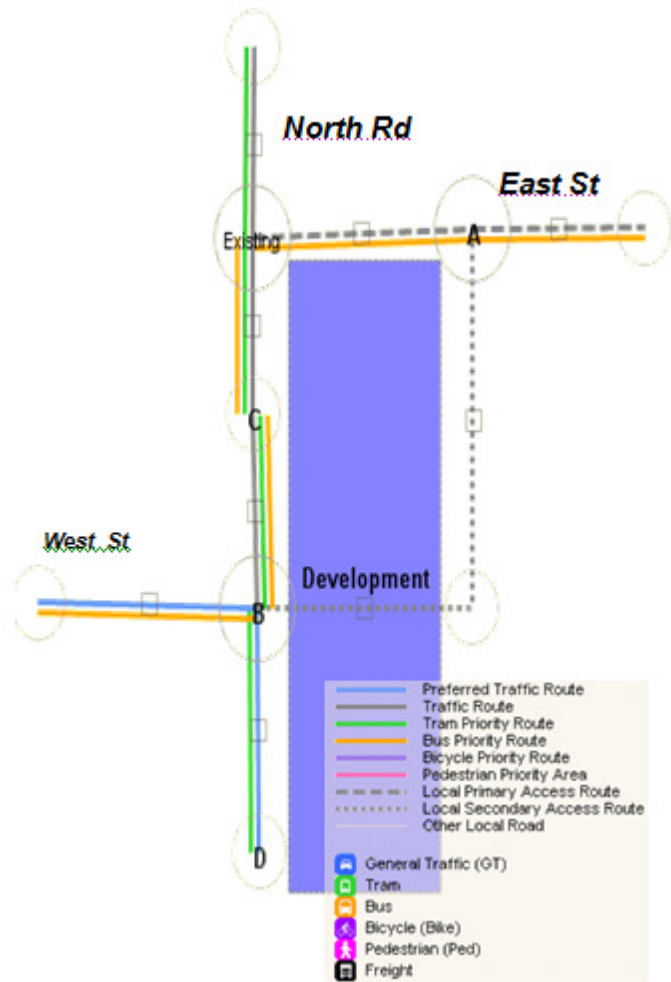 North Rd
East St
Existing
A
C
West St
Development
B
D
Preferred Traffic Route
Traffic Route
Tram Priority Route
Bus Priority Route
Bicycle Priority Route
Pedestrian Priority Area
Local Primary Access Route
Local Secondary Access Route
Other Local Road
General Traffic (GT)
Tram
Bus
Bicycle (Bike)
Pedestrian (Ped)
Freight